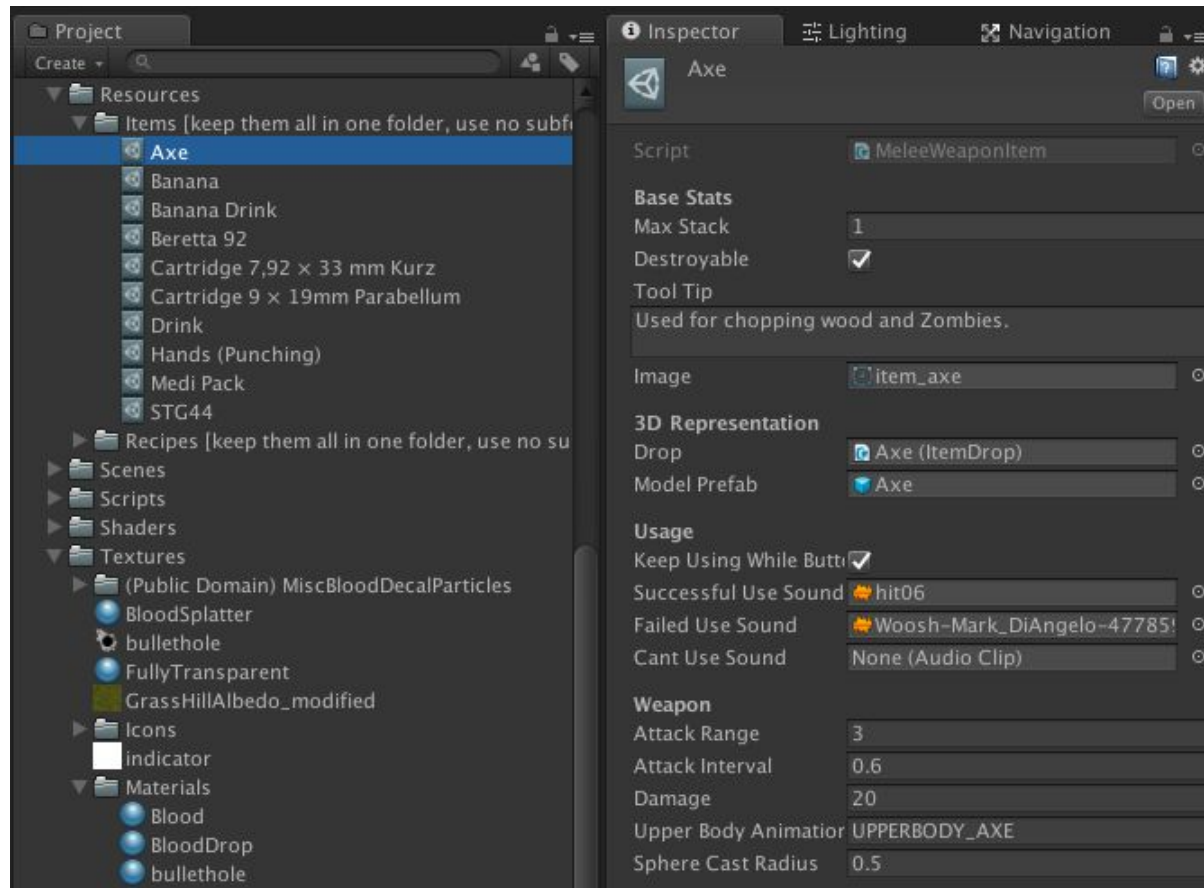 Project
Create
Resources
Items [keep them all in one folder, use no subf
Axe
Banana
Banana Drink
Beretta 92
Cartridge 7,92 × 33 mm Kurz
Cartridge 9 × 19mm Parabellum
Drink
Hands (Punching)
Medi Pack
STG44
Recipes [keep them all in one folder, use no su
Scenes
Scripts
Shaders
Textures
(Public Domain) MiscBloodDecalParticles
BloodSplatter
bullethole
FullyTransparent
GrassHillAlbedo_modified
Icons
indicator
Materials
Blood
BloodDrop
bullethole
Inspector Lighting Navigation
Axe
Open
Script MeleeWeaponItem
Base Stats
Max Stack 1
Destroyable
Tool Tip
Used for chopping wood and Zombies.
Image item_axe
3D Representation
Drop Axe (ItemDrop)
Model Prefab Axe
Usage
Keep Using While Butt
Successful Use Sound hit06
Failed Use Sound Woosh-Mark_DiAngelo-47785
Cant Use Sound None (Audio Clip)
Weapon
Attack Range 3
Attack Interval 0.6
Damage 20
Upper Body Animation UPPERBODY_AXE
Sphere Cast Radius 0.5